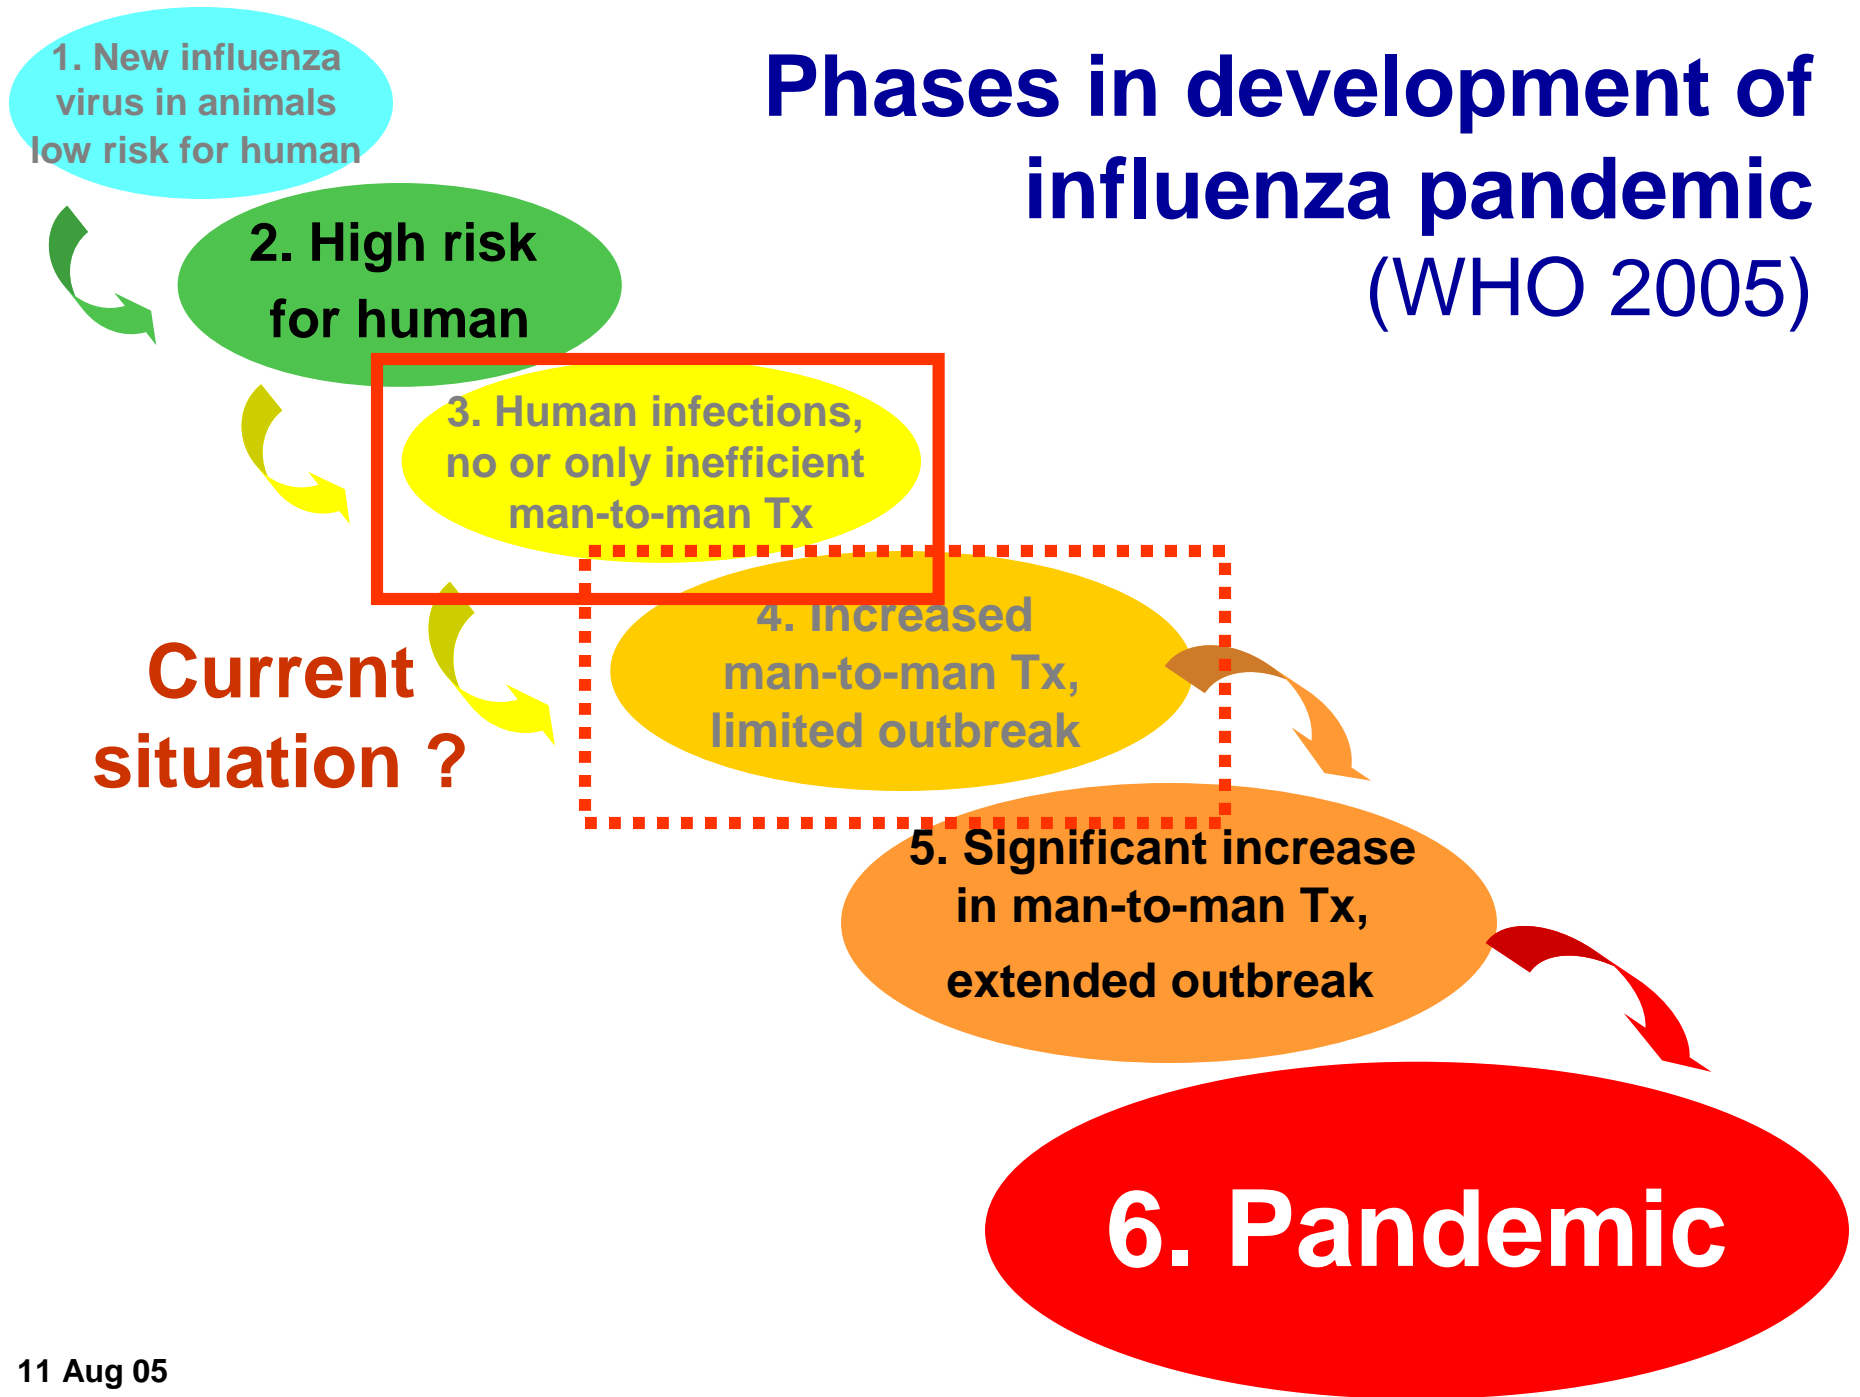 Phases in development of
influenza pandemic
(WHO 2005)
1. New influenza
virus in animals
low risk for human
2. High risk
for human
3. Human infections,
no or only inefficient
man-to-man Tx
4. Increased
man-to-man Tx,
limited outbreak
Current
situation ?
5. Significant increase
in man-to-man Tx,
extended outbreak
6. Pandemic
11 Aug 05